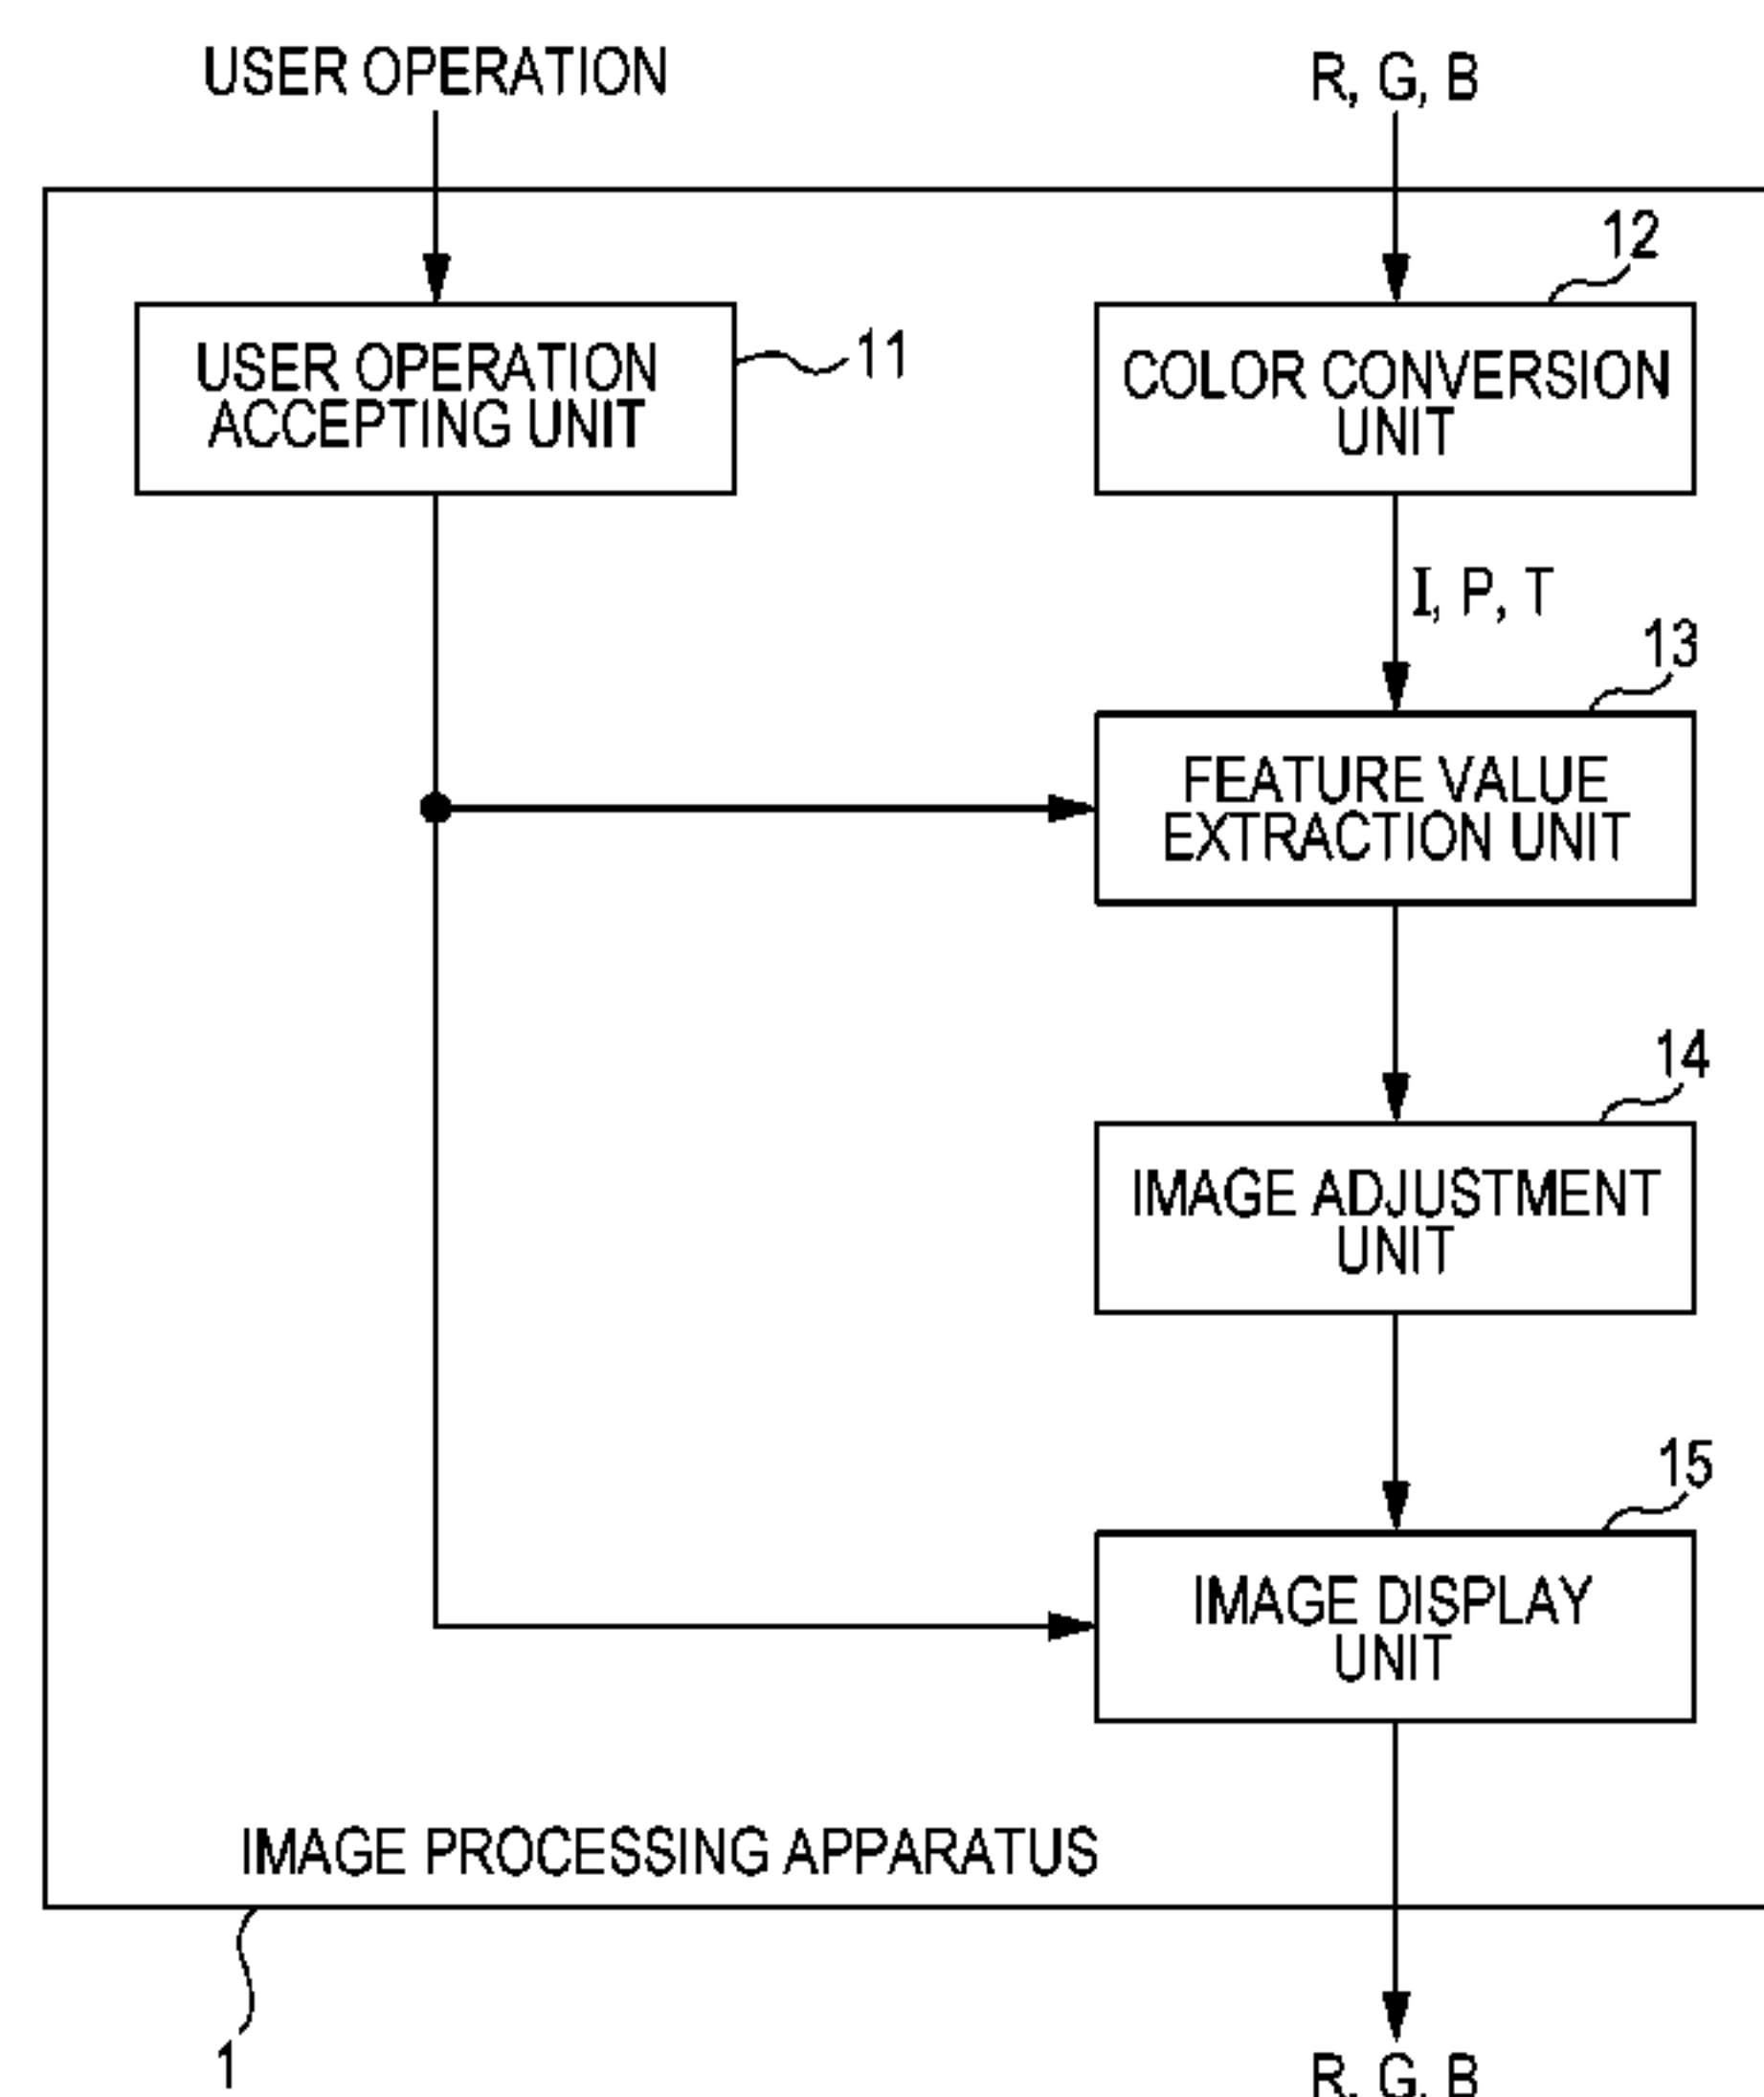 USER OPERATION
R, G, B
12
USER OPERATION
ACCEPTING UNIT
11
COLOR CONVERSION
UNIT
I, P, T
13
FEATURE VALUE
EXTRACTION UNIT
14
IMAGE ADJUSTMENT
UNIT
15
IMAGE DISPLAY
UNIT
IMAGE PROCESSING APPARATUS
1
R, G, B